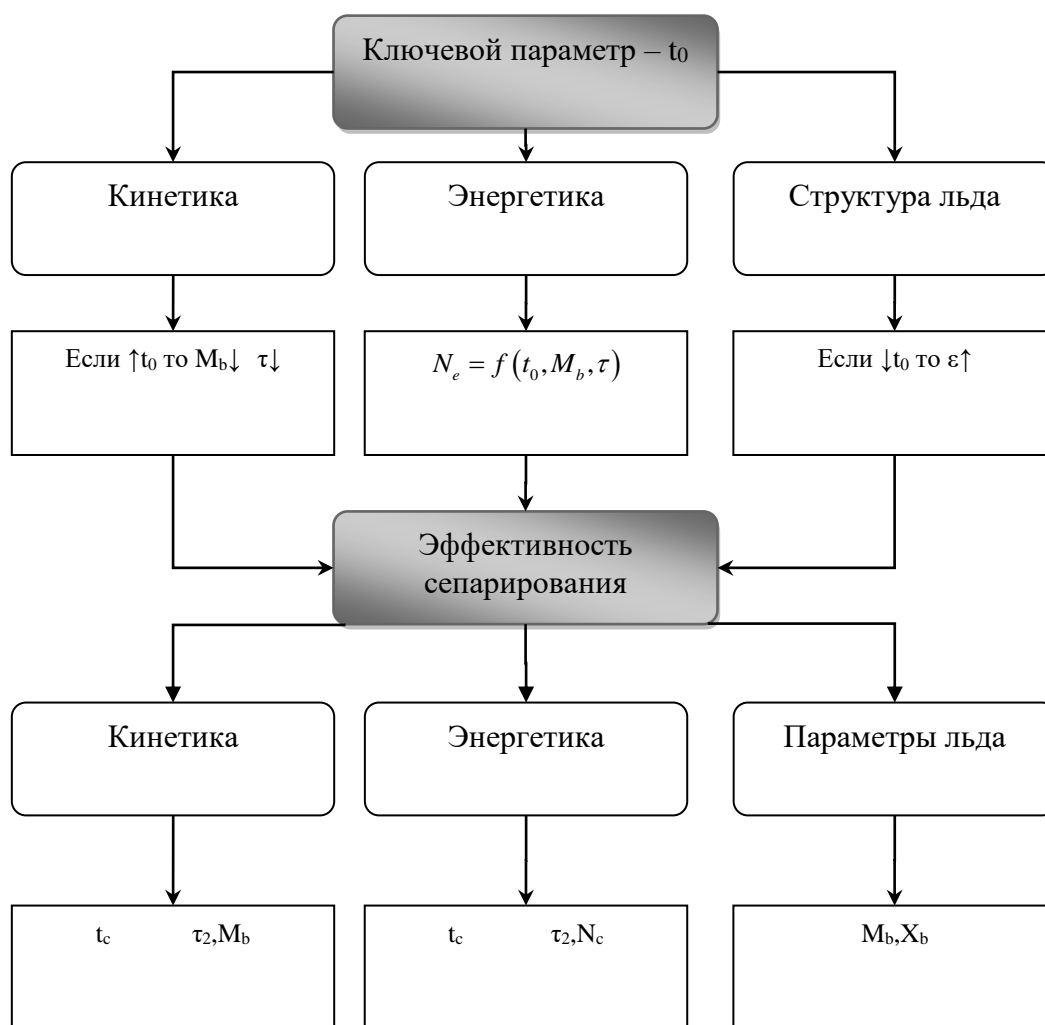 Ключевой параметр – t₀
Кинетика
Энергетика
Структура льда
Если ↑t₀ то M_b↓ τ↓
N_e = f(t₀, M_b, τ)
Если ↓t₀ то ε↑
Эффективность
сепарирования
Кинетика
Энергетика
Параметры льда
t_c τ₂,M_b
t_c τ₂,N_c
M_b,X_b